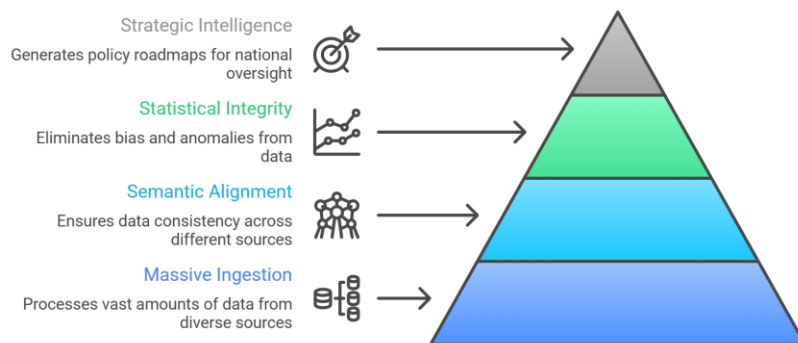 Strategic Intelligence
Generates policy roadmaps for national
oversight
Statistical Integrity
Eliminates bias and anomalies from
data
Semantic Alignment
Ensures data consistency across
different sources
Massive Ingestion
Processes vast amounts of data from
diverse sources